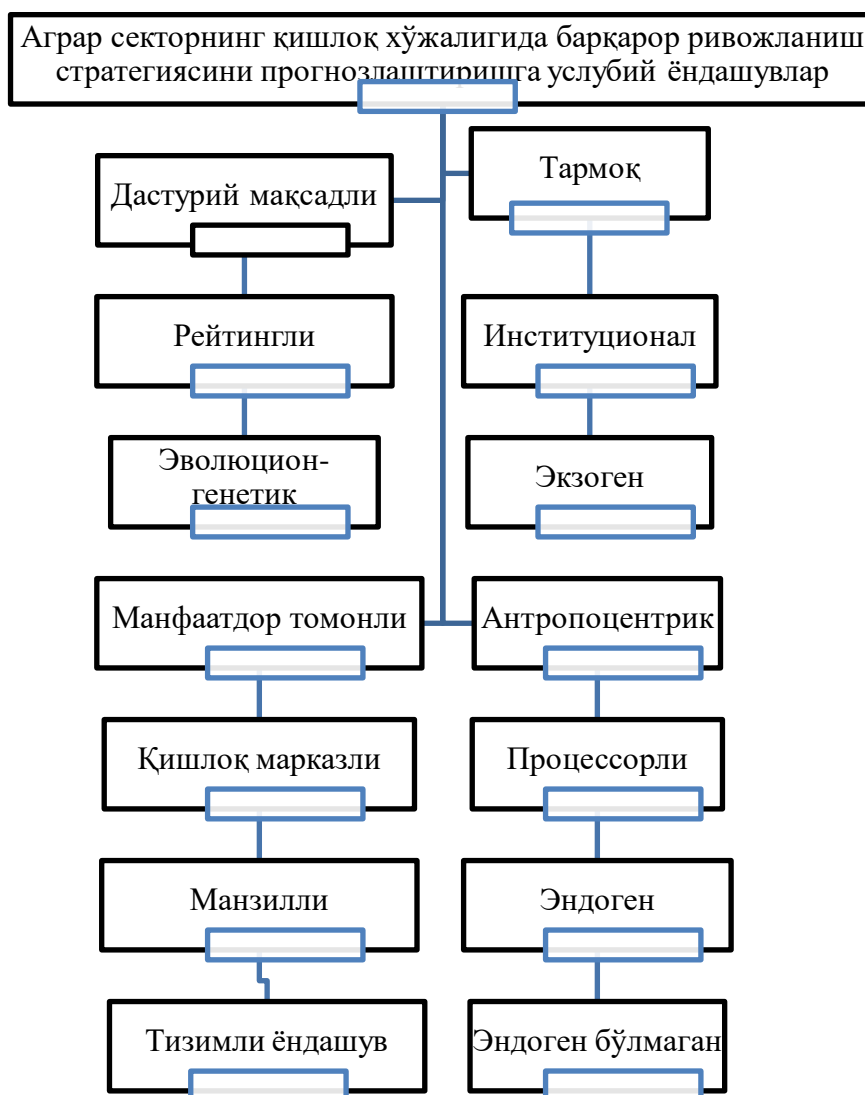 Аграр секторнинг қишлоқ хўжалигида барқарор ривожланиш
стратегиясини прогнозлаштиришга услубий ёндашувлар
Дастурий мақсадли
Тармоқ
Рейтингли
Институционал
Эволюцион-
генетик
Экзоген
Манфаатдор томонли
Антропоцентрик
Қишлоқ марказли
Процессорли
Манзилли
Эндоген
Тизимли ёндашув
Эндоген бўлмаган